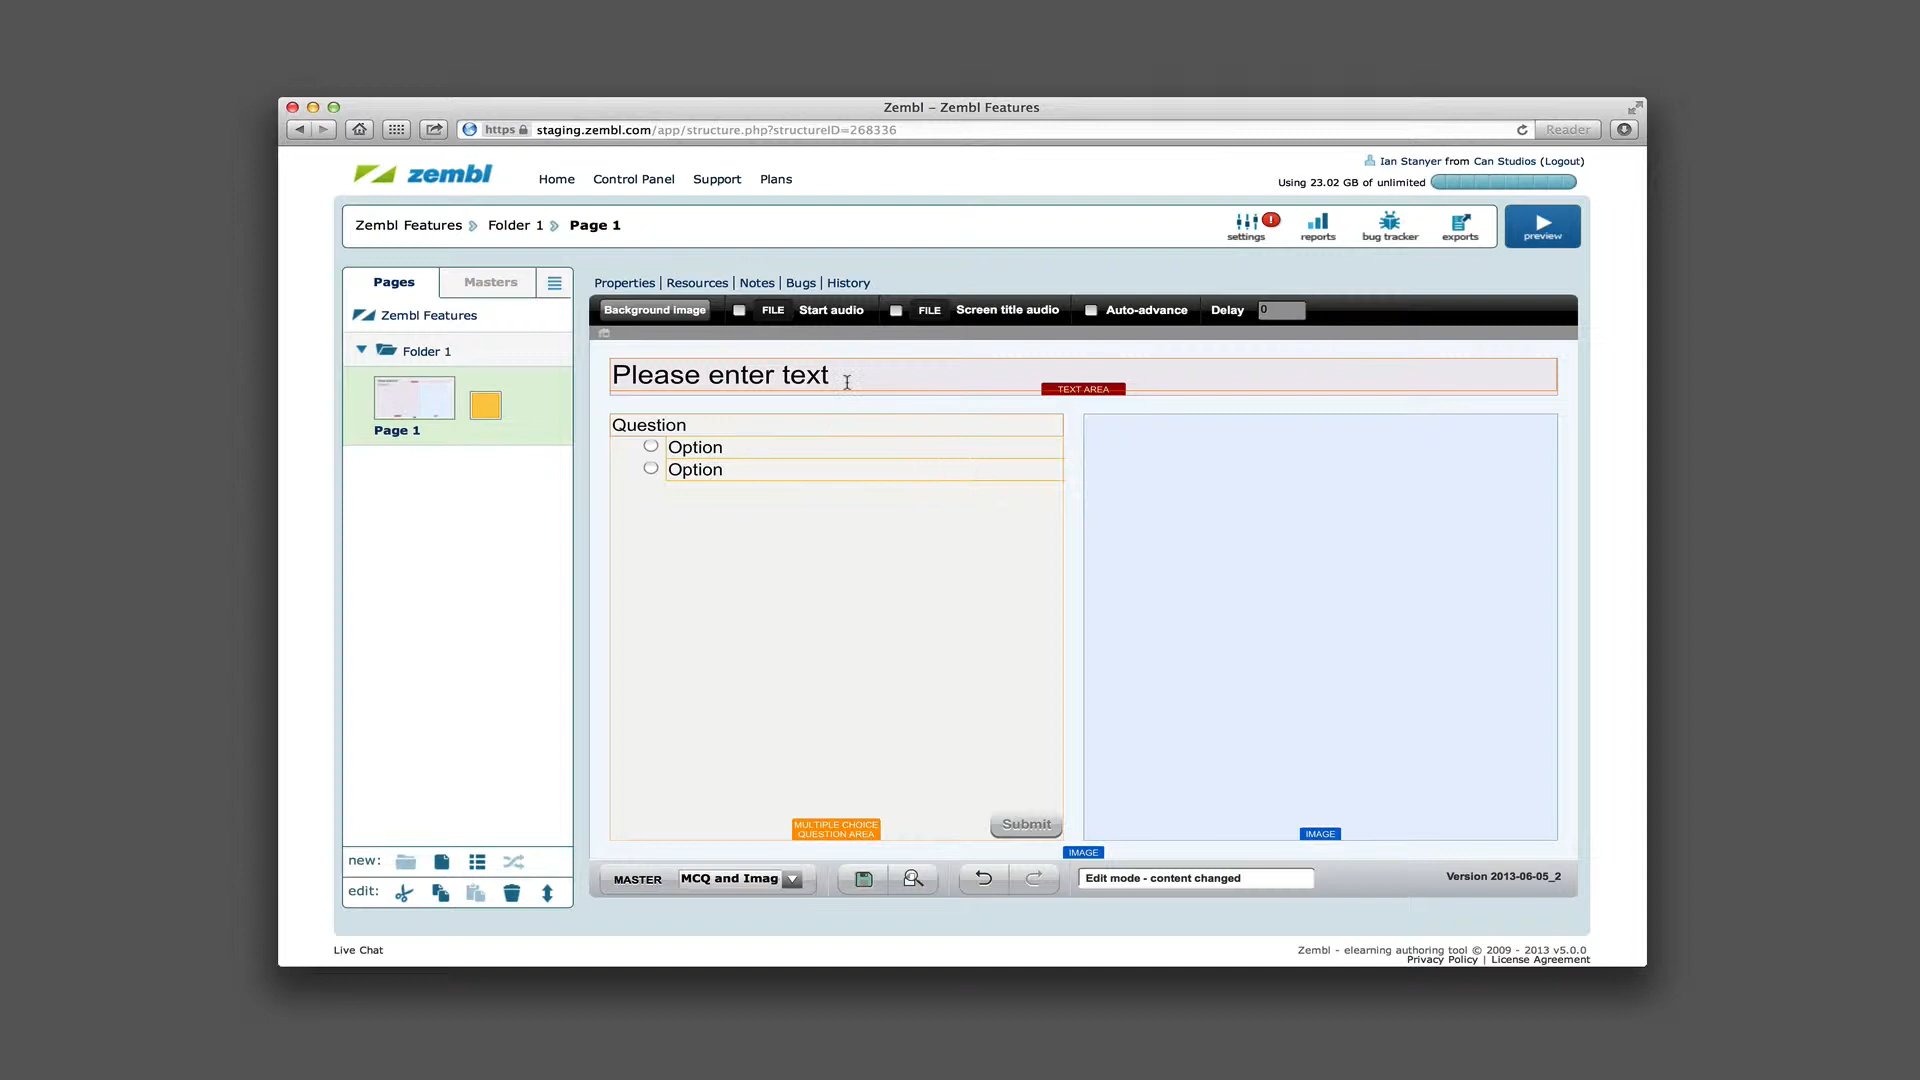 Zembl – Zembl Features
https staging.zembl.com/app/structure.php?structureID=268336
Reader
zembl
Home Control Panel Support Plans
Ian Stanyer from Can Studios (Logout)
Using 23.02 GB of unlimited
Zembl Features Folder 1 Page 1
settings ! reports bug tracker exports preview
Pages Masters
Zembl Features
Folder 1
Page 1
new:
edit:
Properties | Resources | Notes | Bugs | History
Background image FILE Start audio FILE Screen title audio Auto-advance Delay 0
Please enter text
TEXT AREA
Question
Option
Option
MULTIPLE CHOICE
QUESTION AREA
Submit
IMAGE
IMAGE
MASTER MCQ and Imag Edit mode - content changed Version 2013-06-05_2
Live Chat
Zembl - elearning authoring tool © 2009 - 2013 v5.0.0
Privacy Policy | License Agreement